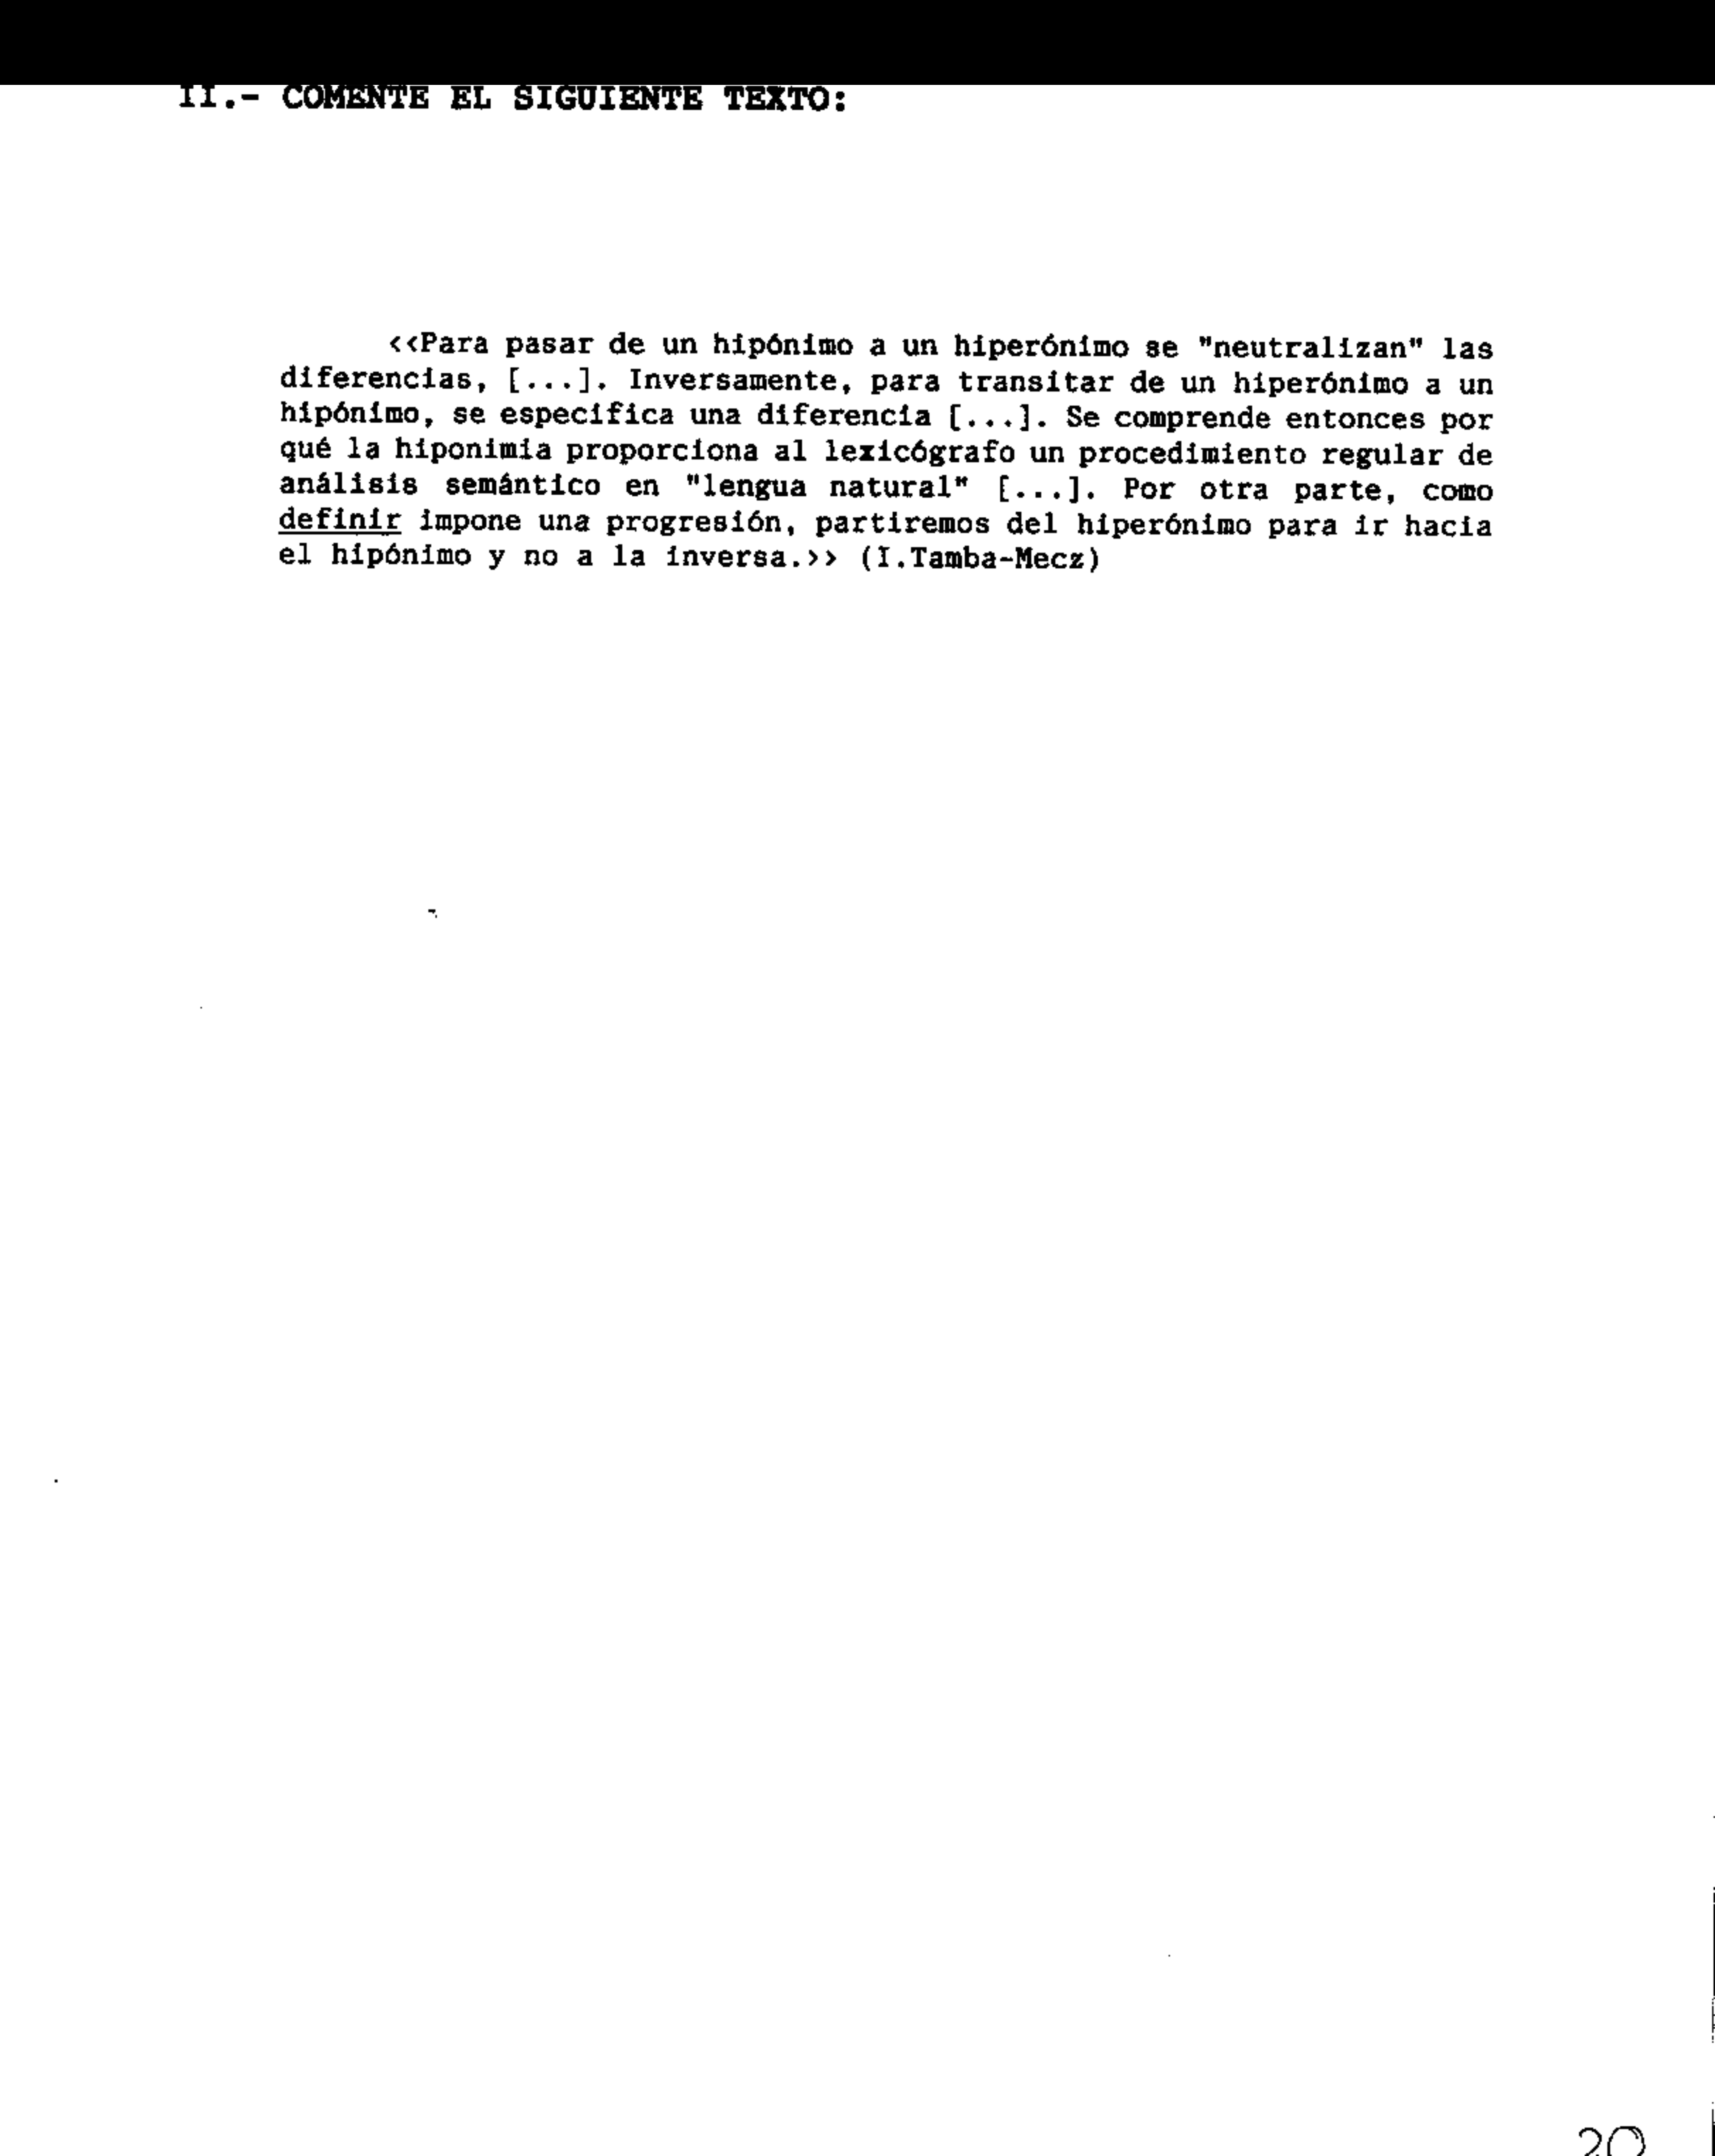 II.- COMENTE EL SIGUIENTE TEXTO:
<<Para pasar de un hipónimo a un hiperónimo se "neutralizan" las
diferencias, [...]. Inversamente, para transitar de un hiperónimo a un
hipónimo, se especifica una diferencia [...]. Se comprende entonces por
qué la hiponimia proporciona al lexicógrafo un procedimiento regular de
análisis semántico en "lengua natural" [...]. Por otra parte, como
definir impone una progresión, partiremos del hiperónimo para ir hacia
el hipónimo y no a la inversa.>> (I.Tamba-Mecz)
20